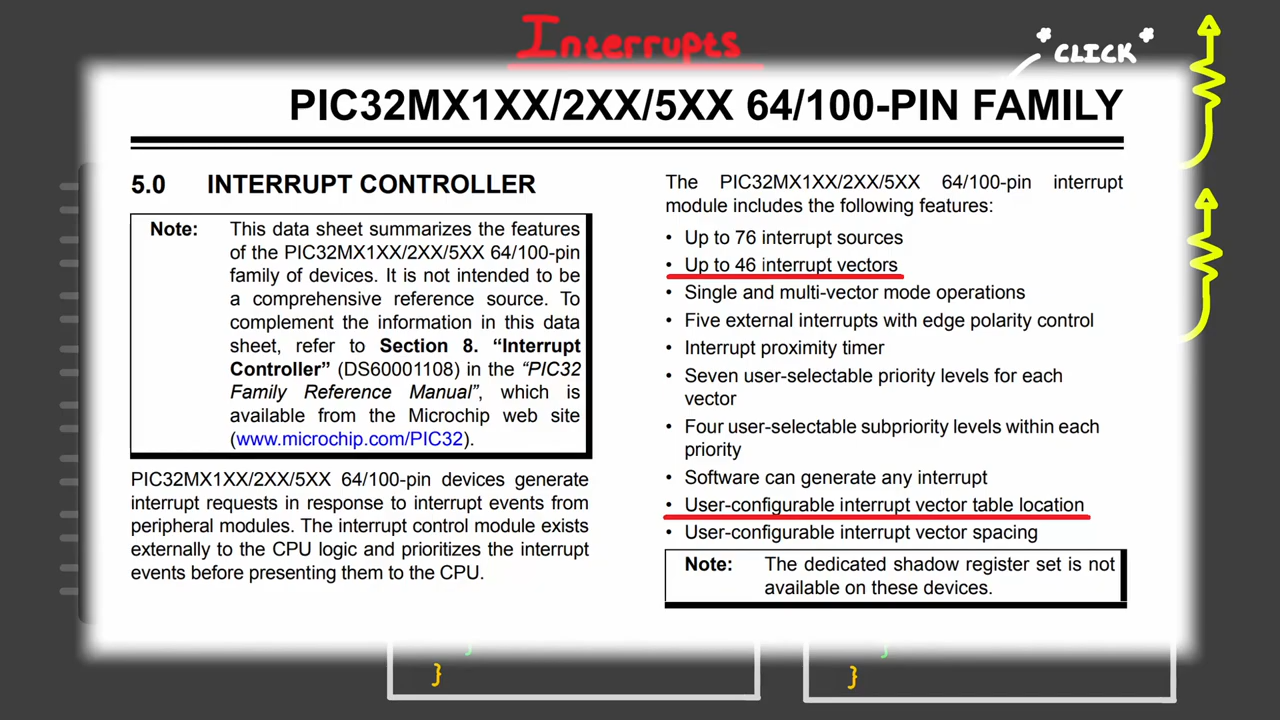 Interrupts
*CLICK*
PIC32MX1XX/2XX/5XX 64/100-PIN FAMILY
5.0 INTERRUPT CONTROLLER
Note: This data sheet summarizes the features
of the PIC32MX1XX/2XX/5XX 64/100-pin
family of devices. It is not intended to be
a comprehensive reference source. To
complement the information in this data
sheet, refer to Section 8. “Interrupt
Controller” (DS60001108) in the “PIC32
Family Reference Manual”, which is
available from the Microchip web site
(www.microchip.com/PIC32).
PIC32MX1XX/2XX/5XX 64/100-pin devices generate
interrupt requests in response to interrupt events from
peripheral modules. The interrupt control module exists
externally to the CPU logic and prioritizes the interrupt
events before presenting them to the CPU.
The PIC32MX1XX/2XX/5XX 64/100-pin interrupt
module includes the following features:
• Up to 76 interrupt sources
• Up to 46 interrupt vectors
• Single and multi-vector mode operations
• Five external interrupts with edge polarity control
• Interrupt proximity timer
• Seven user-selectable priority levels for each
vector
• Four user-selectable subpriority levels within each
priority
• Software can generate any interrupt
• User-configurable interrupt vector table location
• User-configurable interrupt vector spacing
Note: The dedicated shadow register set is not
available on these devices.
}
}
}
}